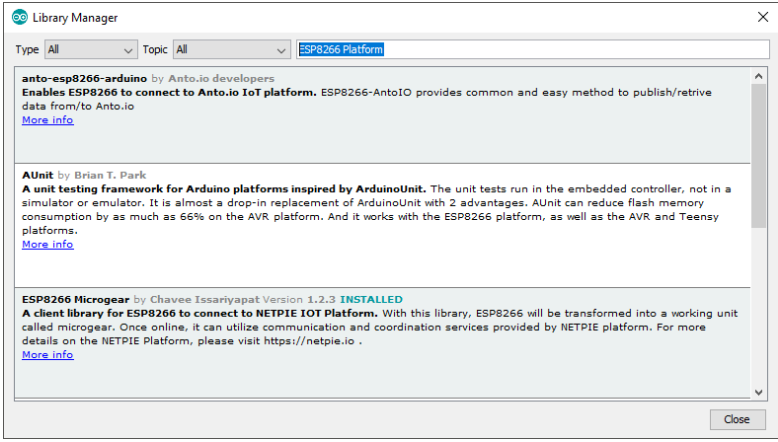 Library Manager
Type All Topic All ESP8266 Platform
anto-esp8266-arduino by Anto.io developers
Enables ESP8266 to connect to Anto.io IoT platform. ESP8266-AntoIO provides common and easy method to publish/retrive
data from/to Anto.io
More info
AUnit by Brian T. Park
A unit testing framework for Arduino platforms inspired by ArduinoUnit. The unit tests run in the embedded controller, not in a
simulator or emulator. It is almost a drop-in replacement of ArduinoUnit with 2 advantages. AUnit can reduce flash memory
consumption by as much as 66% on the AVR platform. And it works with the ESP8266 platform, as well as the AVR and Teensy
platforms.
More info
ESP8266 Microgear by Chavee Issariyapat Version 1.2.3 INSTALLED
A client library for ESP8266 to connect to NETPIE IOT Platform. With this library, ESP8266 will be transformed into a working unit
called microgear. Once online, it can utilize communication and coordination services provided by NETPIE platform. For more
details on the NETPIE Platform, please visit https://netpie.io .
More info
Close